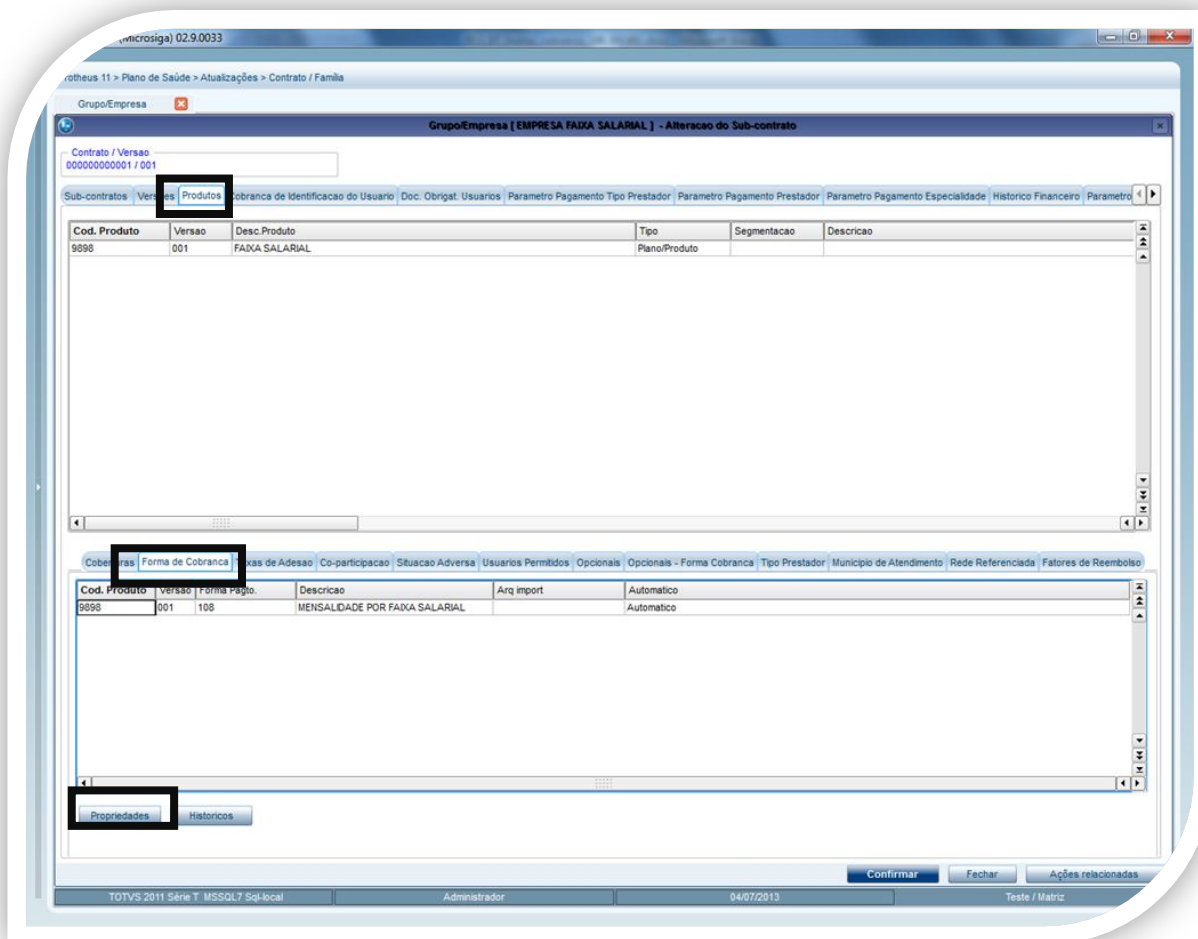 (Microsiga) 02.9.0033
rotheus 11 > Plano de Saúde > Atualizações > Contrato / Familia
Grupo/Empresa
Grupo/Empresa [ EMPRESA FAIXA SALARIAL ] - Alteracao do Sub-contrato
Contrato / Versao
000000000001 / 001
Sub-contratos Versoes Produtos Cobranca de Identificacao do Usuario Doc. Obrigat. Usuarios Parametro Pagamento Tipo Prestador Parametro Pagamento Prestador Parametro Pagamento Especialidade Historico Financeiro Parametro
Cod. Produto Versao Desc.Produto Tipo Segmentacao Descricao
9898 001 FAIXA SALARIAL Plano/Produto
Coberturas Forma de Cobranca Taxas de Adesao Co-participacao Situacao Adversa Usuarios Permitidos Opcionais Opcionais - Forma Cobranca Tipo Prestador Municipio de Atendimento Rede Referenciada Fatores de Reembolso
Cod. Produto Versao Forma Pagto. Descricao Arq import Automatico
9898 001 108 MENSALIDADE POR FAIXA SALARIAL Automatico
Propriedades Historicos
Confirmar Fechar Ações relacionadas
TOTVS 2011 Série T MSSQL7 Sql-local Administrador 04/07/2013 Teste / Matriz